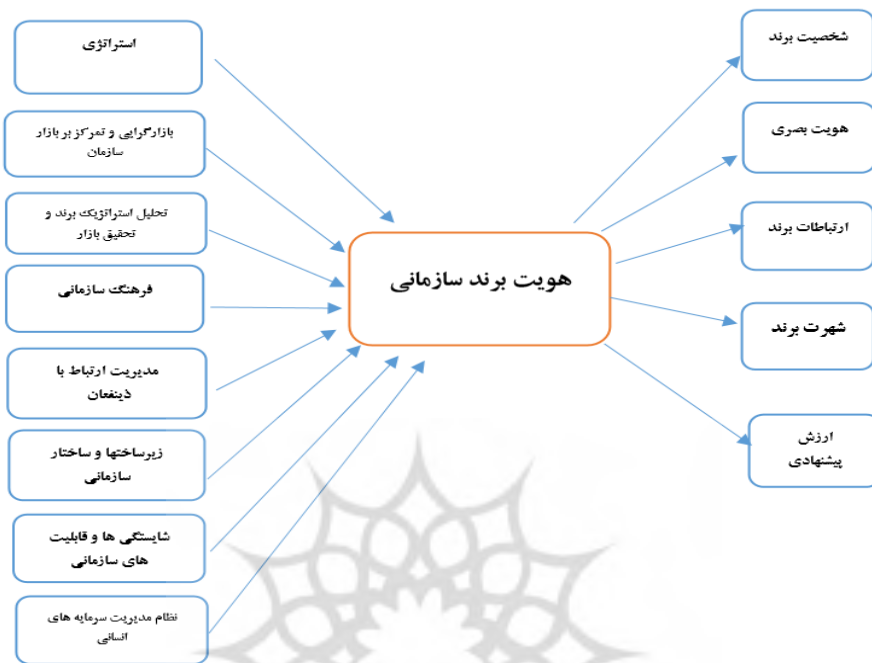 شخصیت برند
هویت بصری
ارتباطات برند
شهرت برند
ارزش
پیشنهادی
هویت برند سازمانی
استراتژی
بازارگرایی و تمرکز بر بازار
سازمان
تحلیل استراتژیک برند و
تحقیق بازار
فرهنگ سازمانی
مدیریت ارتباط با
ذینفعان
زیرساختها و ساختار
سازمانی
شایستگی ها و قابلیت
های سازمانی
نظام مدیریت سرمایه های
انسانی